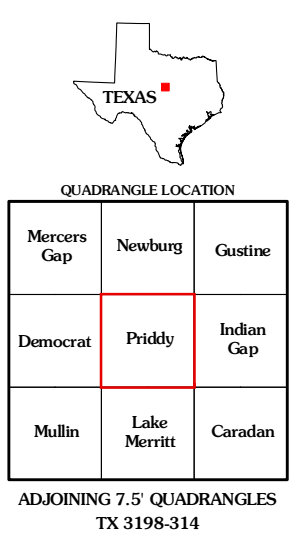 TEXAS
QUADRANGLE LOCATION
Mercers
Gap
Newburg
Gustine
Democrat
Priddy
Indian
Gap
Mullin
Lake
Merritt
Caradan
ADJOINING 7.5' QUADRANGLES
TX 3198-314